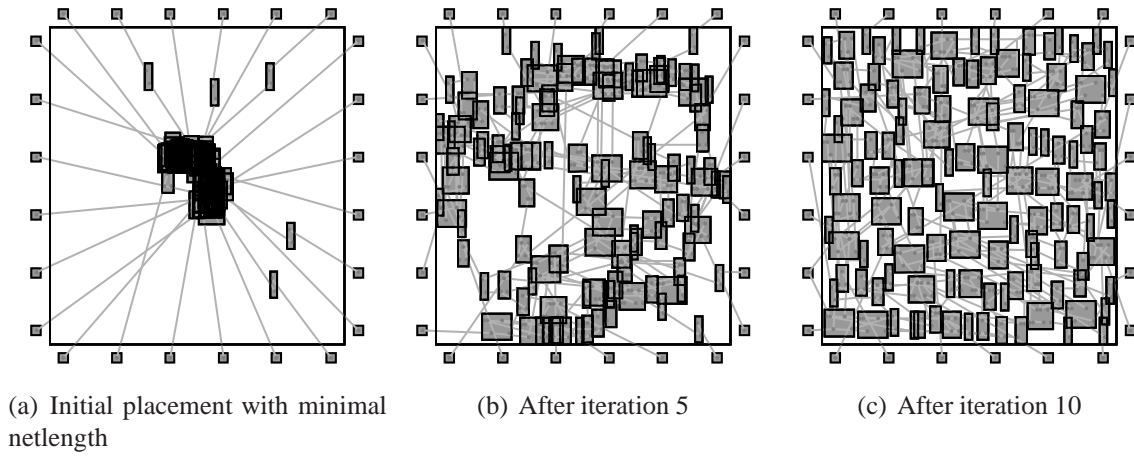 (a) Initial placement with minimal
netlength
(b) After iteration 5
(c) After iteration 10